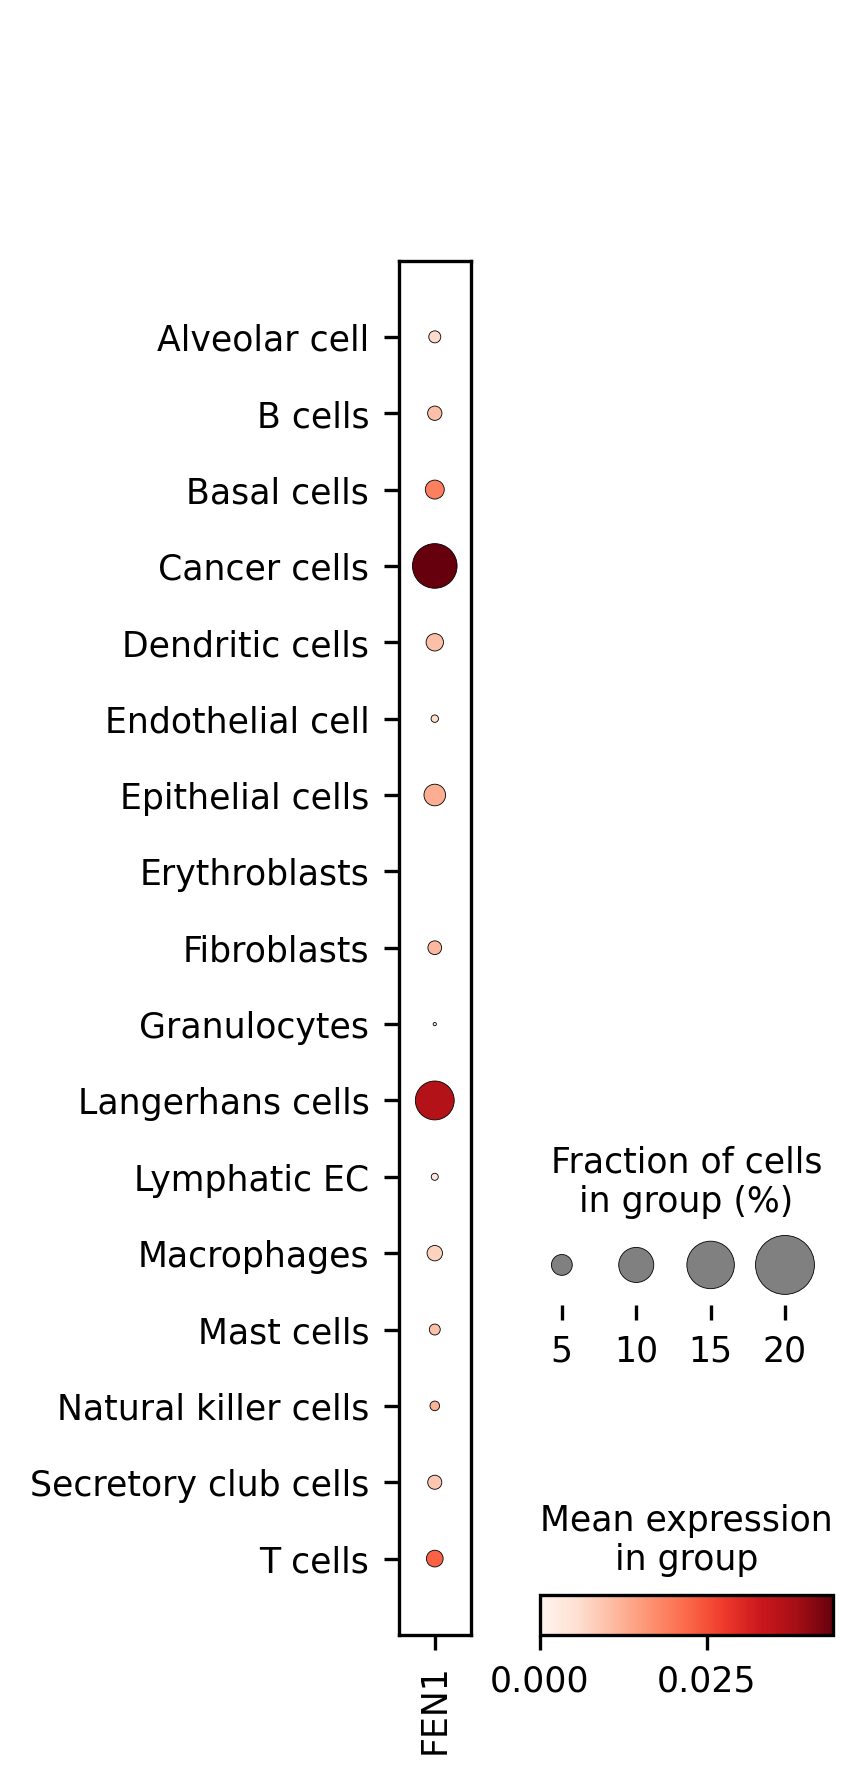 Alveolar cell
B cells
Basal cells
Cancer cells
Dendritic cells
Endothelial cell
Epithelial cells
Erythroblasts
Fibroblasts
Granulocytes
Langerhans cells
Lymphatic EC
Macrophages
Mast cells
Natural killer cells
Secretory club cells
T cells
FEN1
Fraction of cells
in group (%)
5 10 15 20
Mean expression
in group
0.000 0.025